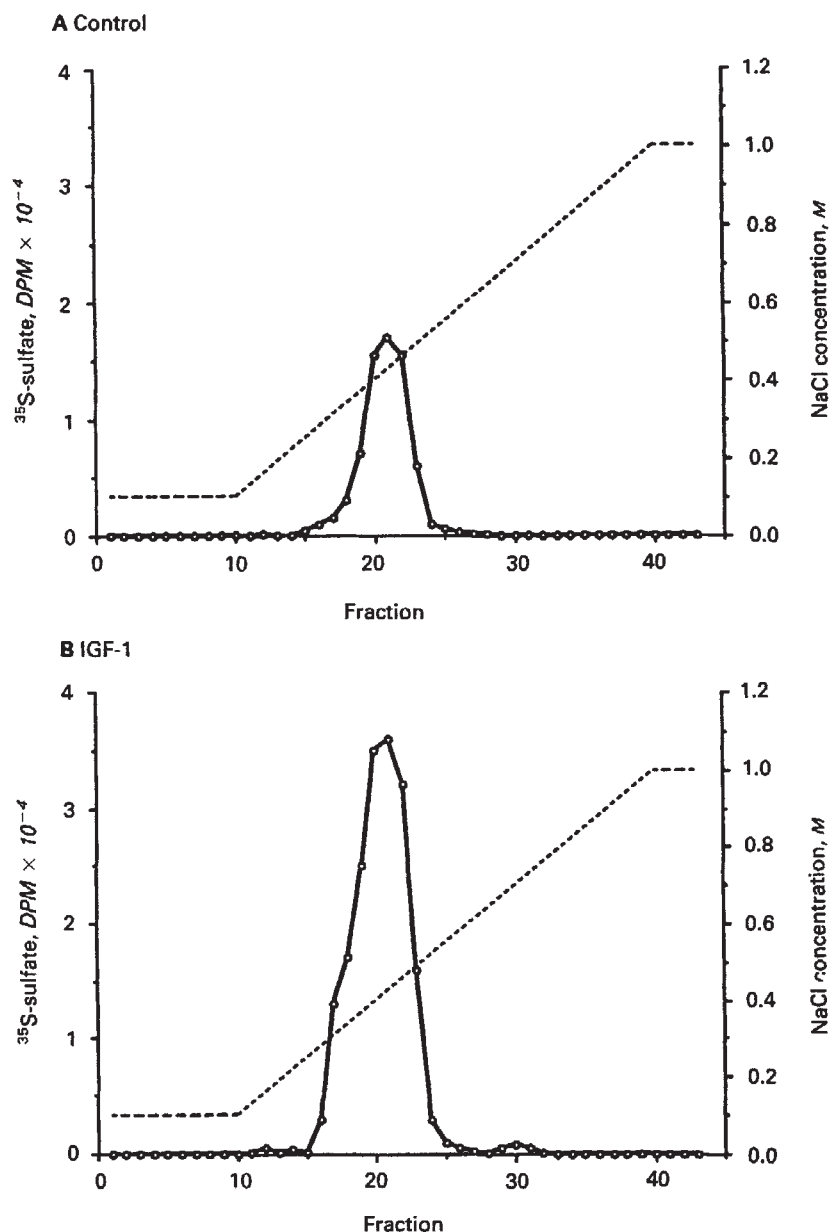 A Control
4
3
2
1
0
³⁵S-sulfate, DPM × 10⁻⁴
1.2
1.0
0.8
0.6
0.4
0.2
0.0
NaCl concentration, M
0 10 20 30 40
Fraction
B IGF-1
4
3
2
1
0
³⁵S-sulfate, DPM × 10⁻⁴
1.2
1.0
0.8
0.6
0.4
0.2
0.0
NaCl concentration, M
0 10 20 30 40
Fraction